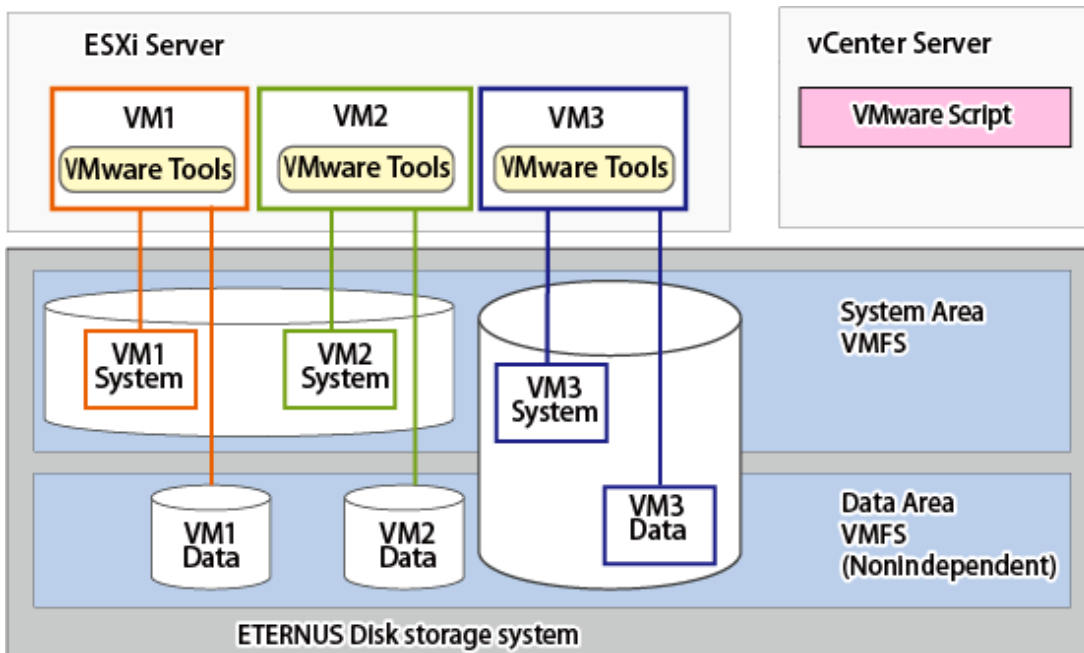 ESXi Server
vCenter Server
VM1
VMware Tools
VM2
VMware Tools
VM3
VMware Tools
VMware Script
VM1
System
VM2
System
VM3
System
System Area
VMFS
VM1
Data
VM2
Data
VM3
Data
Data Area
VMFS
(NonIndependent)
ETERNUS Disk storage system